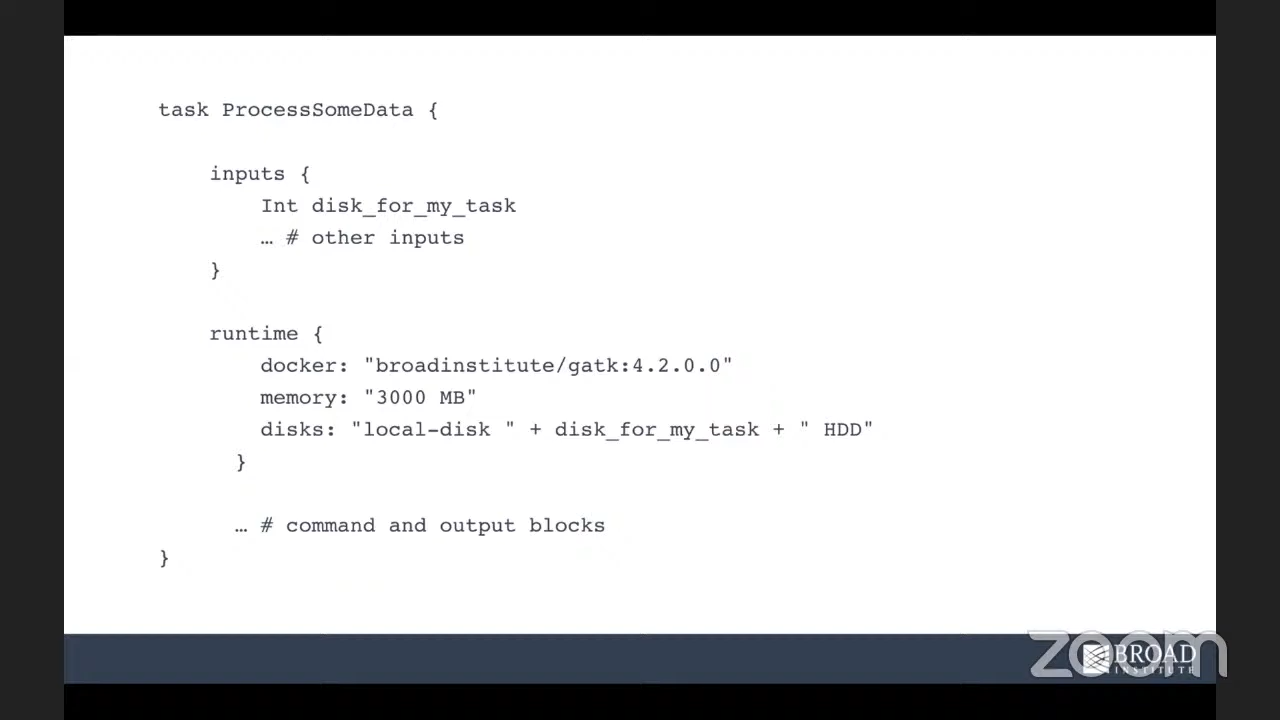 task ProcessSomeData {
inputs {
Int disk_for_my_task
… # other inputs
}
runtime {
docker: "broadinstitute/gatk:4.2.0.0"
memory: "3000 MB"
disks: "local-disk " + disk_for_my_task + " HDD"
}
… # command and output blocks
}
zoom
BROAD
INSTITUTE